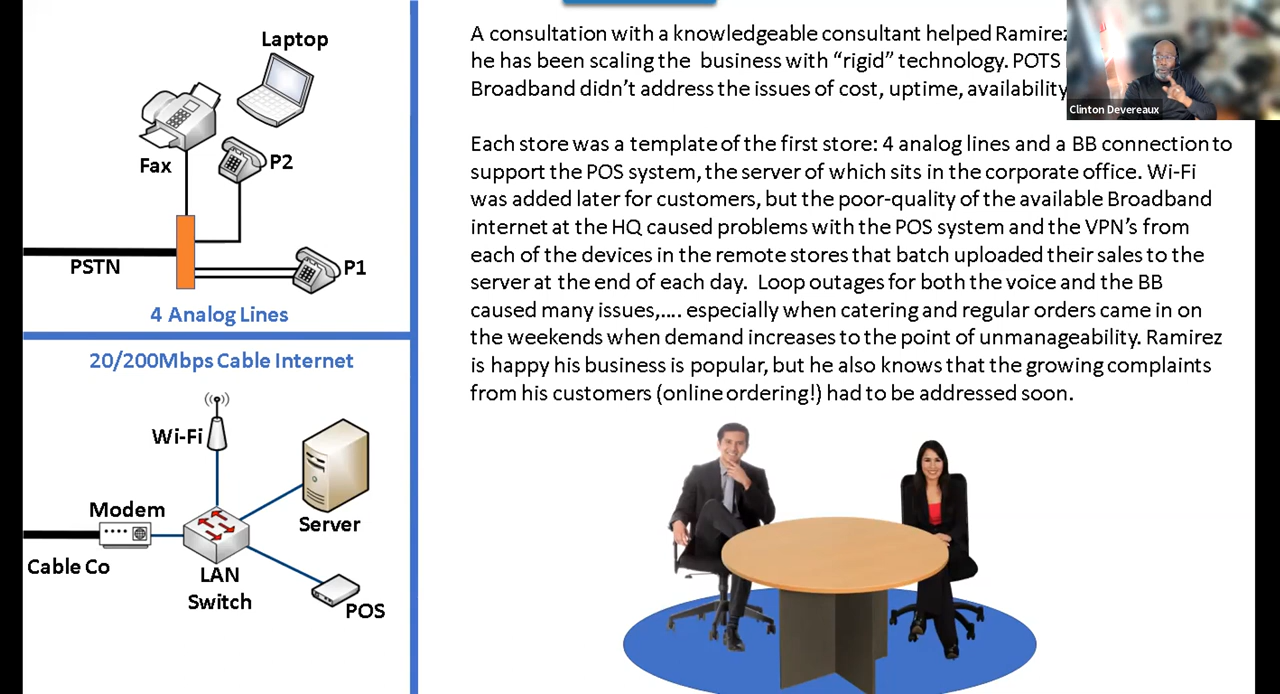 Laptop
Fax
P2
PSTN
P1
4 Analog Lines
20/200Mbps Cable Internet
Wi-Fi
Modem
Server
Cable Co
LAN
Switch
POS
A consultation with a knowledgeable consultant helped Ramirez
he has been scaling the business with “rigid” technology. POTS
Broadband didn’t address the issues of cost, uptime, availability
Clinton Devereaux
Each store was a template of the first store: 4 analog lines and a BB connection to
support the POS system, the server of which sits in the corporate office. Wi-Fi
was added later for customers, but the poor-quality of the available Broadband
internet at the HQ caused problems with the POS system and the VPN’s from
each of the devices in the remote stores that batch uploaded their sales to the
server at the end of each day. Loop outages for both the voice and the BB
caused many issues,.... especially when catering and regular orders came in on
the weekends when demand increases to the point of unmanageability. Ramirez
is happy his business is popular, but he also knows that the growing complaints
from his customers (online ordering!) had to be addressed soon.